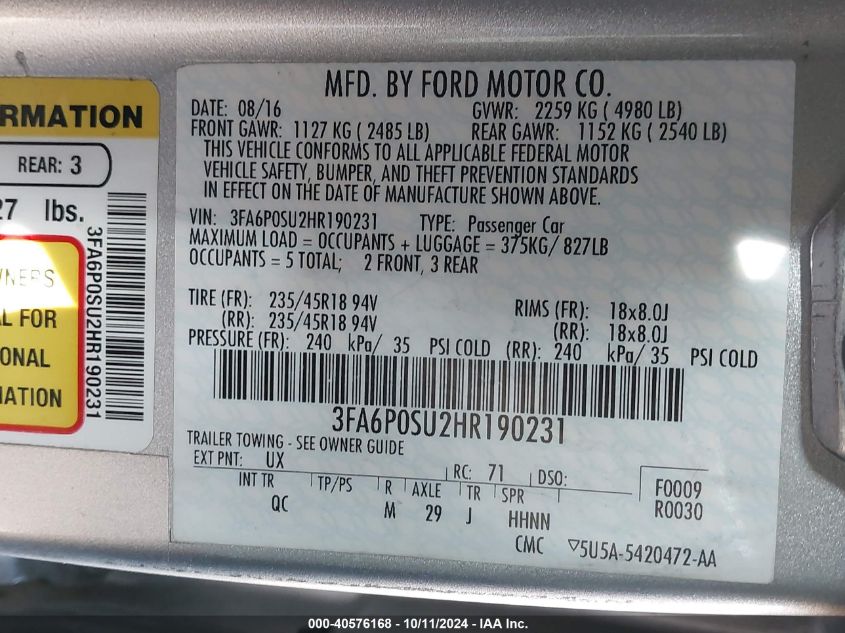 RMATION
REAR: 3
27 lbs.
WNERS
AL FOR
ONAL
MATION
3FA6P0SU2HR190231
MFD. BY FORD MOTOR CO.
DATE: 08/16 GVWR: 2259 KG ( 4980 LB)
FRONT GAWR: 1127 KG ( 2485 LB) REAR GAWR: 1152 KG ( 2540 LB)
THIS VEHICLE CONFORMS TO ALL APPLICABLE FEDERAL MOTOR
VEHICLE SAFETY, BUMPER, AND THEFT PREVENTION STANDARDS
IN EFFECT ON THE DATE OF MANUFACTURE SHOWN ABOVE.
VIN: 3FA6P0SU2HR190231 TYPE: Passenger Car
MAXIMUM LOAD = OCCUPANTS + LUGGAGE = 375KG/ 827LB
OCCUPANTS = 5 TOTAL; 2 FRONT, 3 REAR
TIRE (FR): 235/45R18 94V RIMS (FR): 18x8.0J
(RR): 235/45R18 94V (RR): 18x8.0J
PRESSURE (FR): 240 kPa/ 35 PSI COLD (RR): 240 kPa/ 35 PSI COLD
3FA6P0SU2HR190231
TRAILER TOWING - SEE OWNER GUIDE
EXT PNT: UX RC: 71 DSO:
INT TR TP/PS R AXLE TR SPR F0009
QC M 29 J HHNN R0030
CMC ▽5U5A-5420472-AA
000-40576168 - 10/11/2024 - IAA Inc.